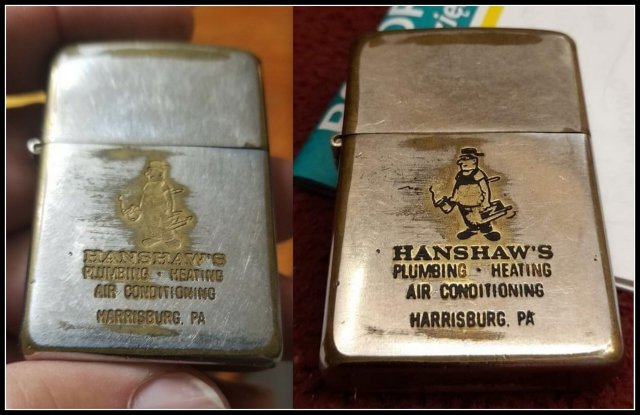 HANSHAW'S
PLUMBING · HEATING
AIR CONDITIONING
HARRISBURG, PA
HANSHAW'S
PLUMBING · HEATING
AIR CONDITIONING
HARRISBURG, PA